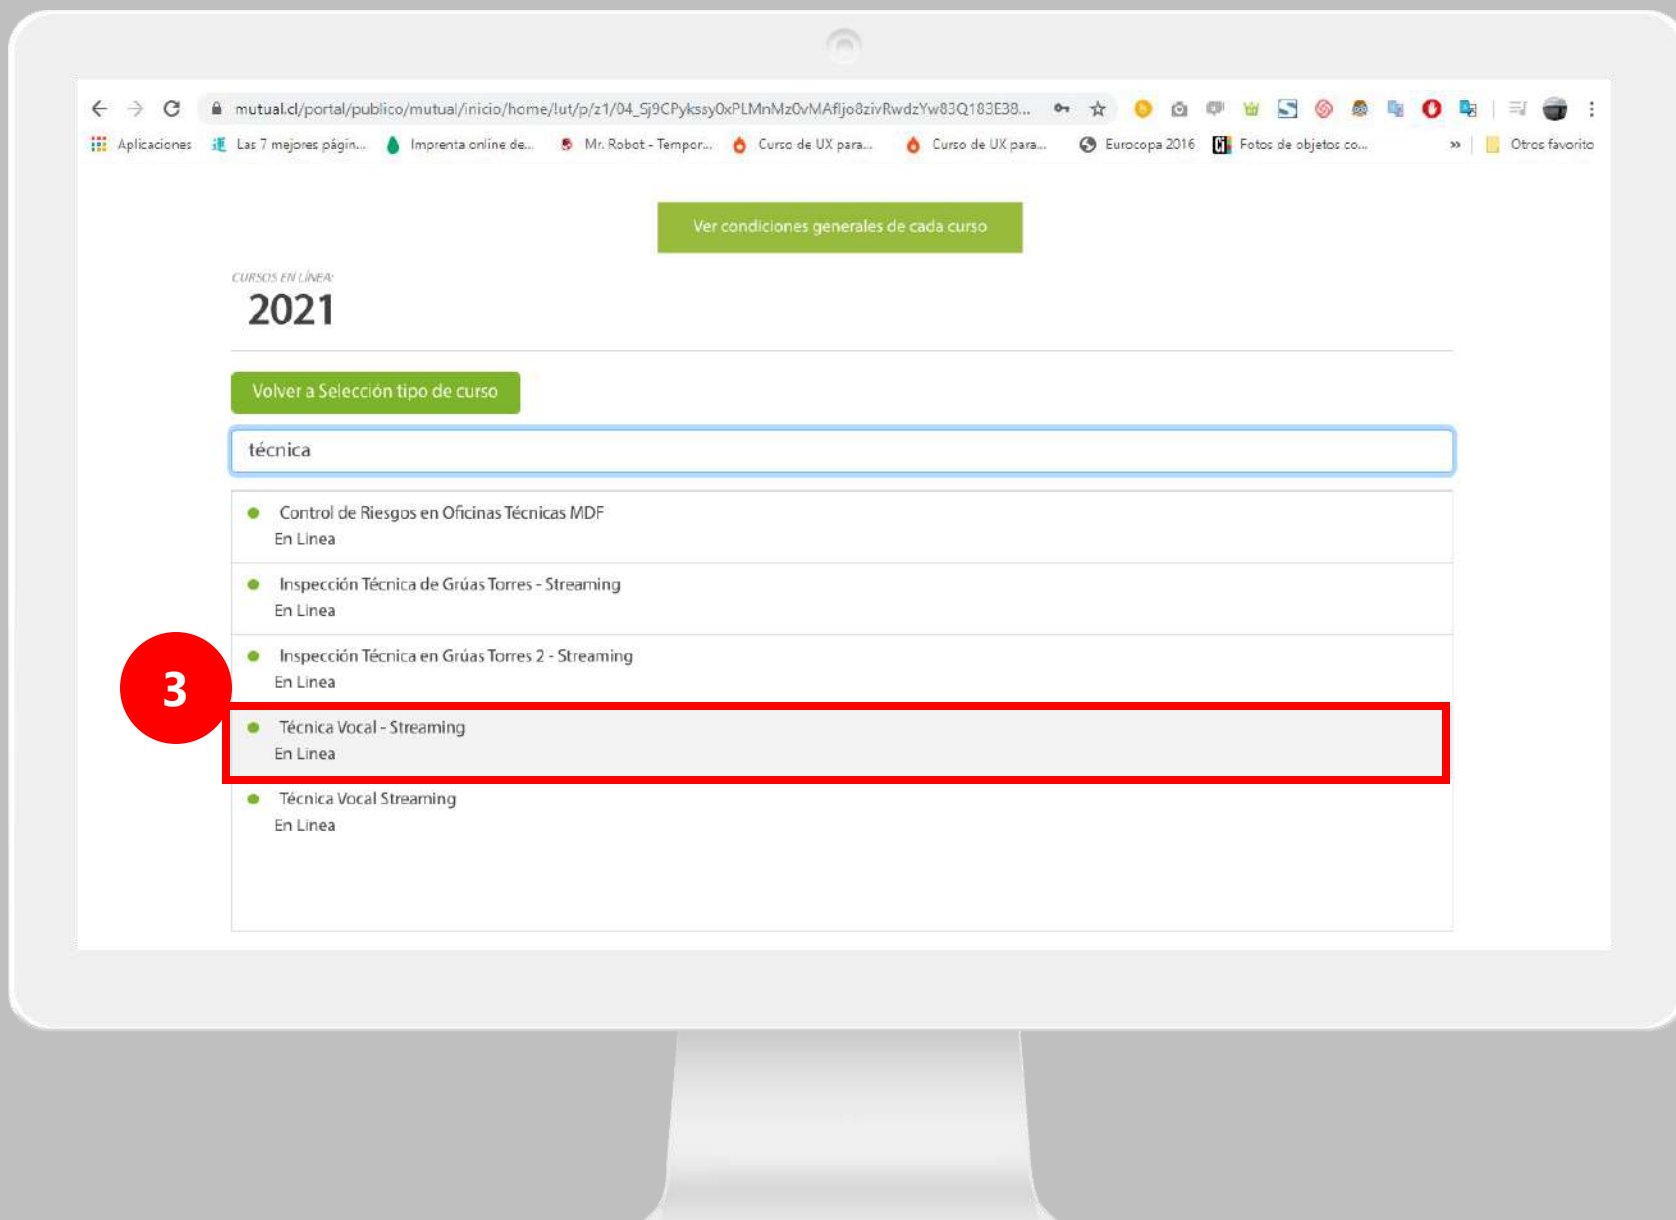 mutual.cl/portal/publico/mutual/inicio/home/!ut/p/z1/04_Sj9CPykssy0xPLMnMz0vMAfIjo8zivRwdzYw83Q183E38...
Aplicaciones Las 7 mejores págin... Imprenta online de... Mr. Robot - Tempor... Curso de UX para... Curso de UX para... Eurocopa 2016 Fotos de objetos co... » Otros favorito
Ver condiciones generales de cada curso
CURSOS EN LÍNEA:
2021
Volver a Selección tipo de curso
técnica
Control de Riesgos en Oficinas Técnicas MDF
En Linea
Inspección Técnica de Grúas Torres - Streaming
En Linea
Inspección Técnica en Grúas Torres 2 - Streaming
En Linea
3
Técnica Vocal - Streaming
En Linea
Técnica Vocal Streaming
En Linea